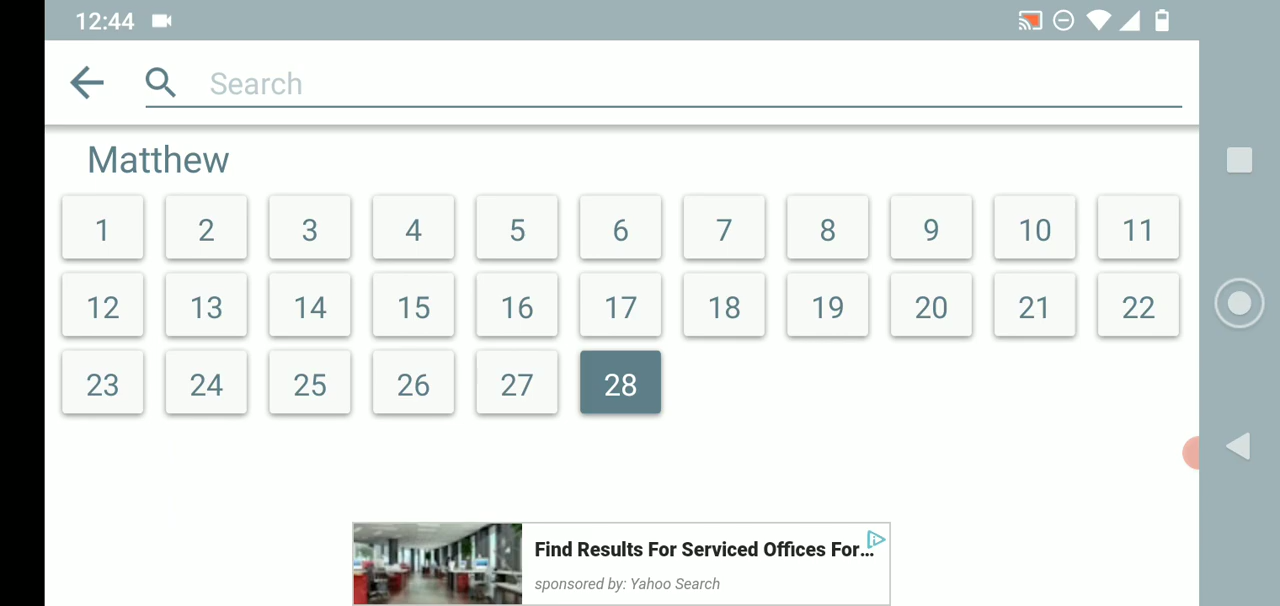 12:44
Search
Matthew
1 2 3 4 5 6 7 8 9 10 11
12 13 14 15 16 17 18 19 20 21 22
23 24 25 26 27 28
Find Results For Serviced Offices For...
sponsored by: Yahoo Search